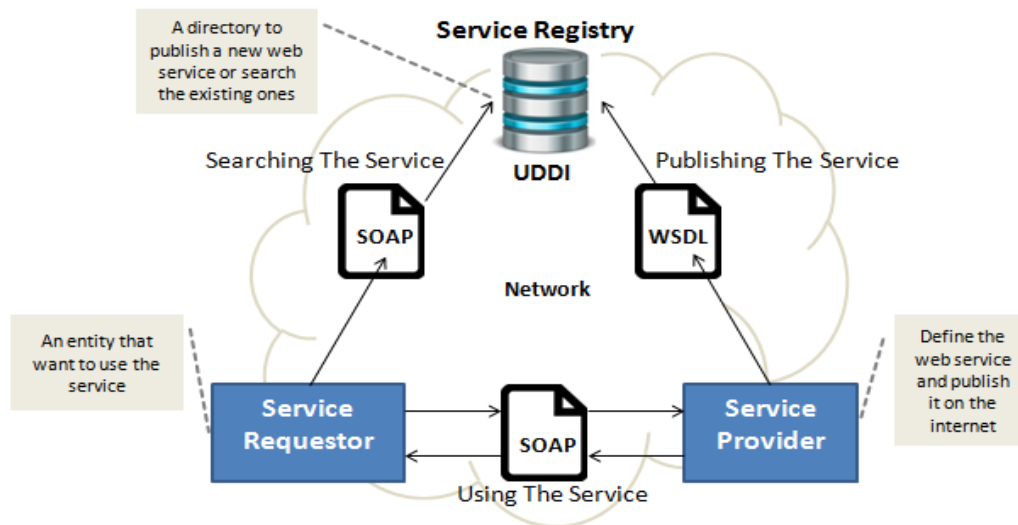 A directory to
publish a new web
service or search
the existing ones
Service Registry
UDDI
Searching The Service
Publishing The Service
SOAP
WSDL
Network
An entity that
want to use the
service
Define the
web service
and publish
it on the
internet
Service
Requestor
SOAP
Service
Provider
Using The Service